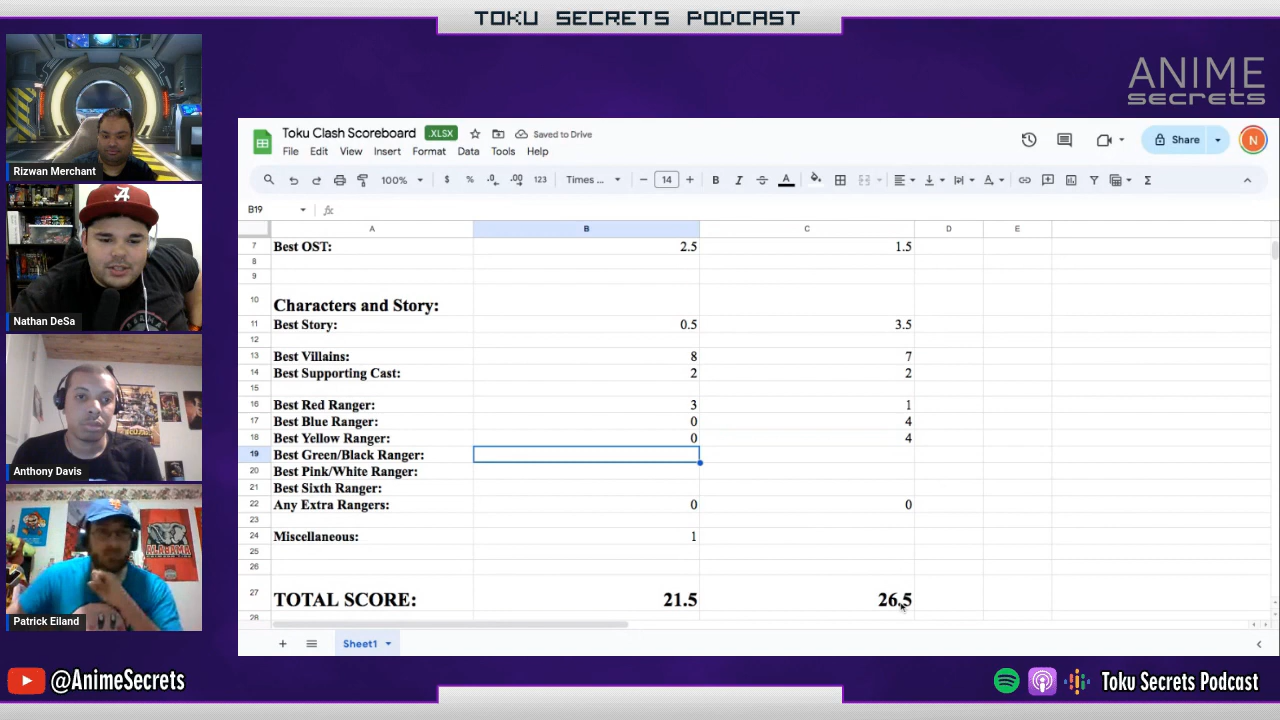 TOKU SECRETS PODCAST
ANIME
secrets
Rizwan Merchant
Nathan DeSa
Anthony Davis
ALABAMA
Patrick Eiland
Toku Clash Scoreboard .XLSX Saved to Drive
File Edit View Insert Format Data Tools Help
Share
N
100% $ % .0 .00 123 Times ... 14 B I A
B19 fx
A B C D E
7 Best OST: 2.5 1.5
8
9
10 Characters and Story:
11 Best Story: 0.5 3.5
12
13 Best Villains: 8 7
14 Best Supporting Cast: 2 2
15
16 Best Red Ranger: 3 1
17 Best Blue Ranger: 0 4
18 Best Yellow Ranger: 0 4
19 Best Green/Black Ranger:
20 Best Pink/White Ranger:
21 Best Sixth Ranger:
22 Any Extra Rangers: 0 0
23
24 Miscellaneous: 1
25
26
27 TOTAL SCORE: 21.5 26.5
28
Sheet1
@AnimeSecrets
Toku Secrets Podcast